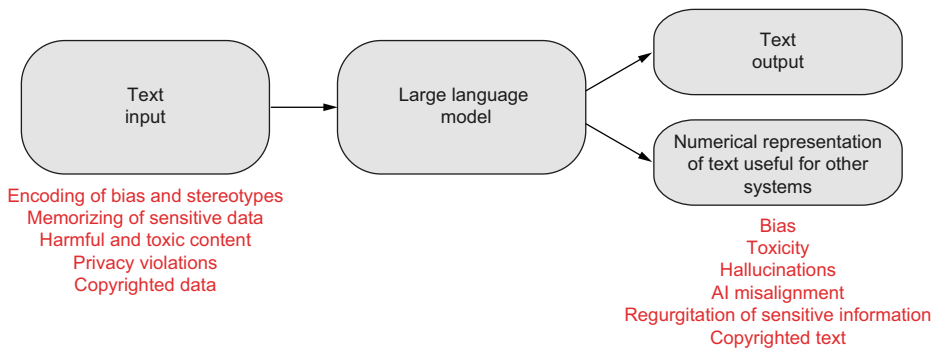 Text
input
Large language
model
Text
output
Numerical representation
of text useful for other
systems
Encoding of bias and stereotypes
Memorizing of sensitive data
Harmful and toxic content
Privacy violations
Copyrighted data
Bias
Toxicity
Hallucinations
AI misalignment
Regurgitation of sensitive information
Copyrighted text